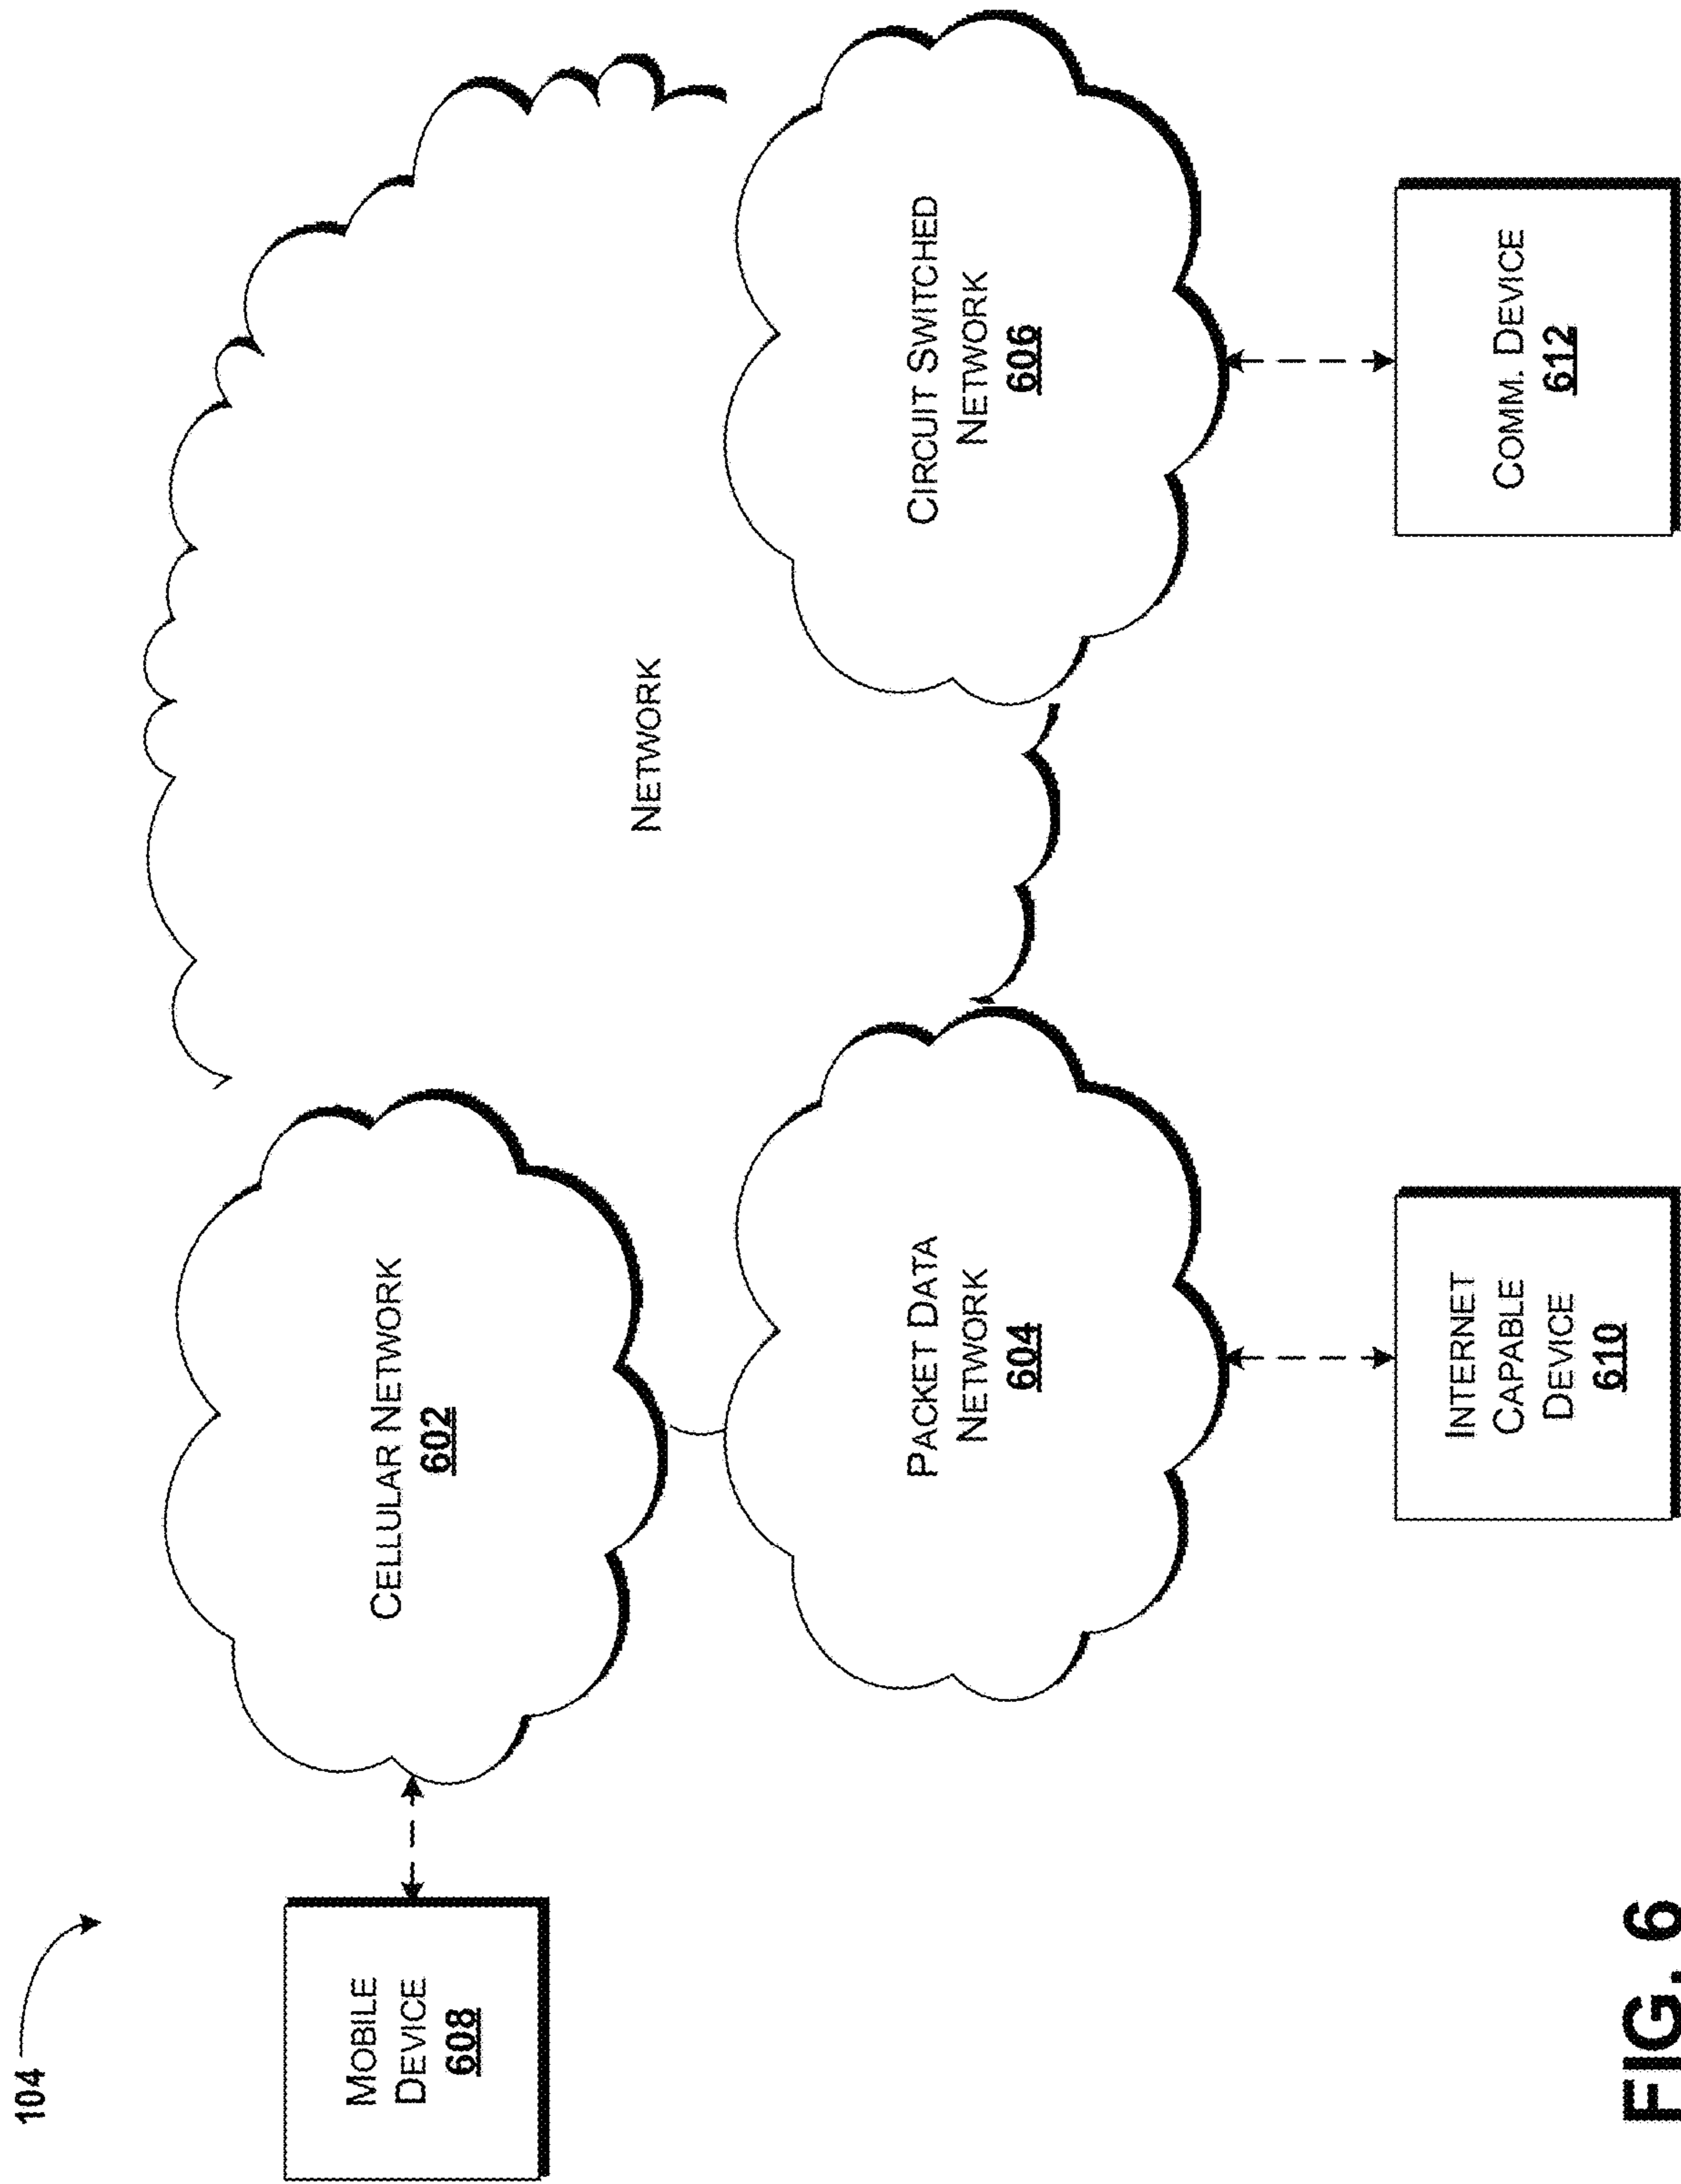 104
MOBILE
DEVICE
608
CELLULAR NETWORK
602
NETWORK
PACKET DATA
NETWORK
604
CIRCUIT SWITCHED
NETWORK
606
INTERNET
CAPABLE
DEVICE
610
COMM. DEVICE
612
FIG. 6